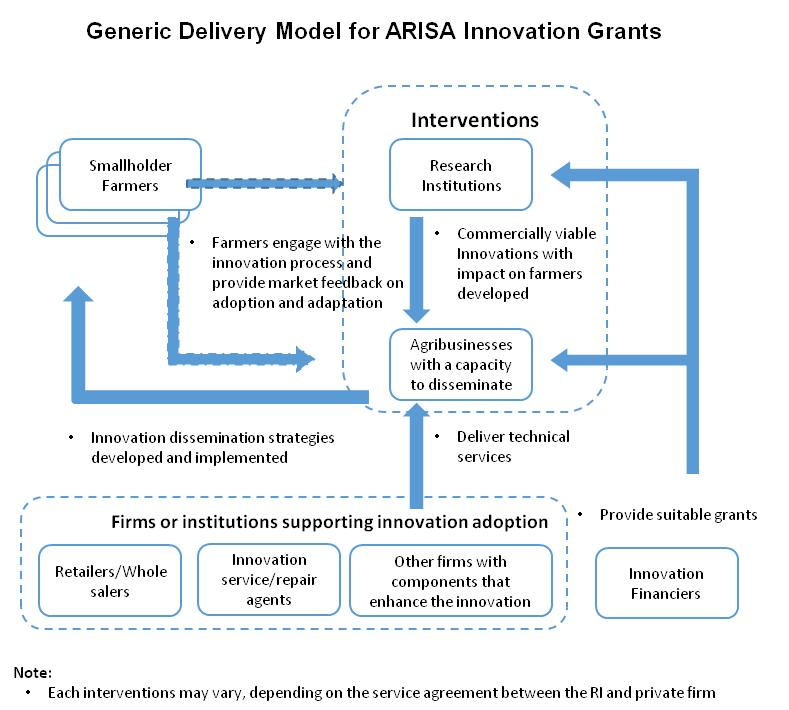 Generic Delivery Model for ARISA Innovation Grants
Interventions
Smallholder
Farmers
Research
Institutions
• Farmers engage with the
innovation process and
provide market feedback on
adoption and adaptation
• Commercially viable
Innovations with
impact on farmers
developed
Agribusinesses
with a capacity
to disseminate
• Innovation dissemination strategies
developed and implemented
• Deliver technical
services
Firms or institutions supporting innovation adoption
• Provide suitable grants
Retailers/Whole
salers
Innovation
service/repair
agents
Other firms with
components that
enhance the innovation
Innovation
Financiers
Note:
• Each interventions may vary, depending on the service agreement between the RI and private firm